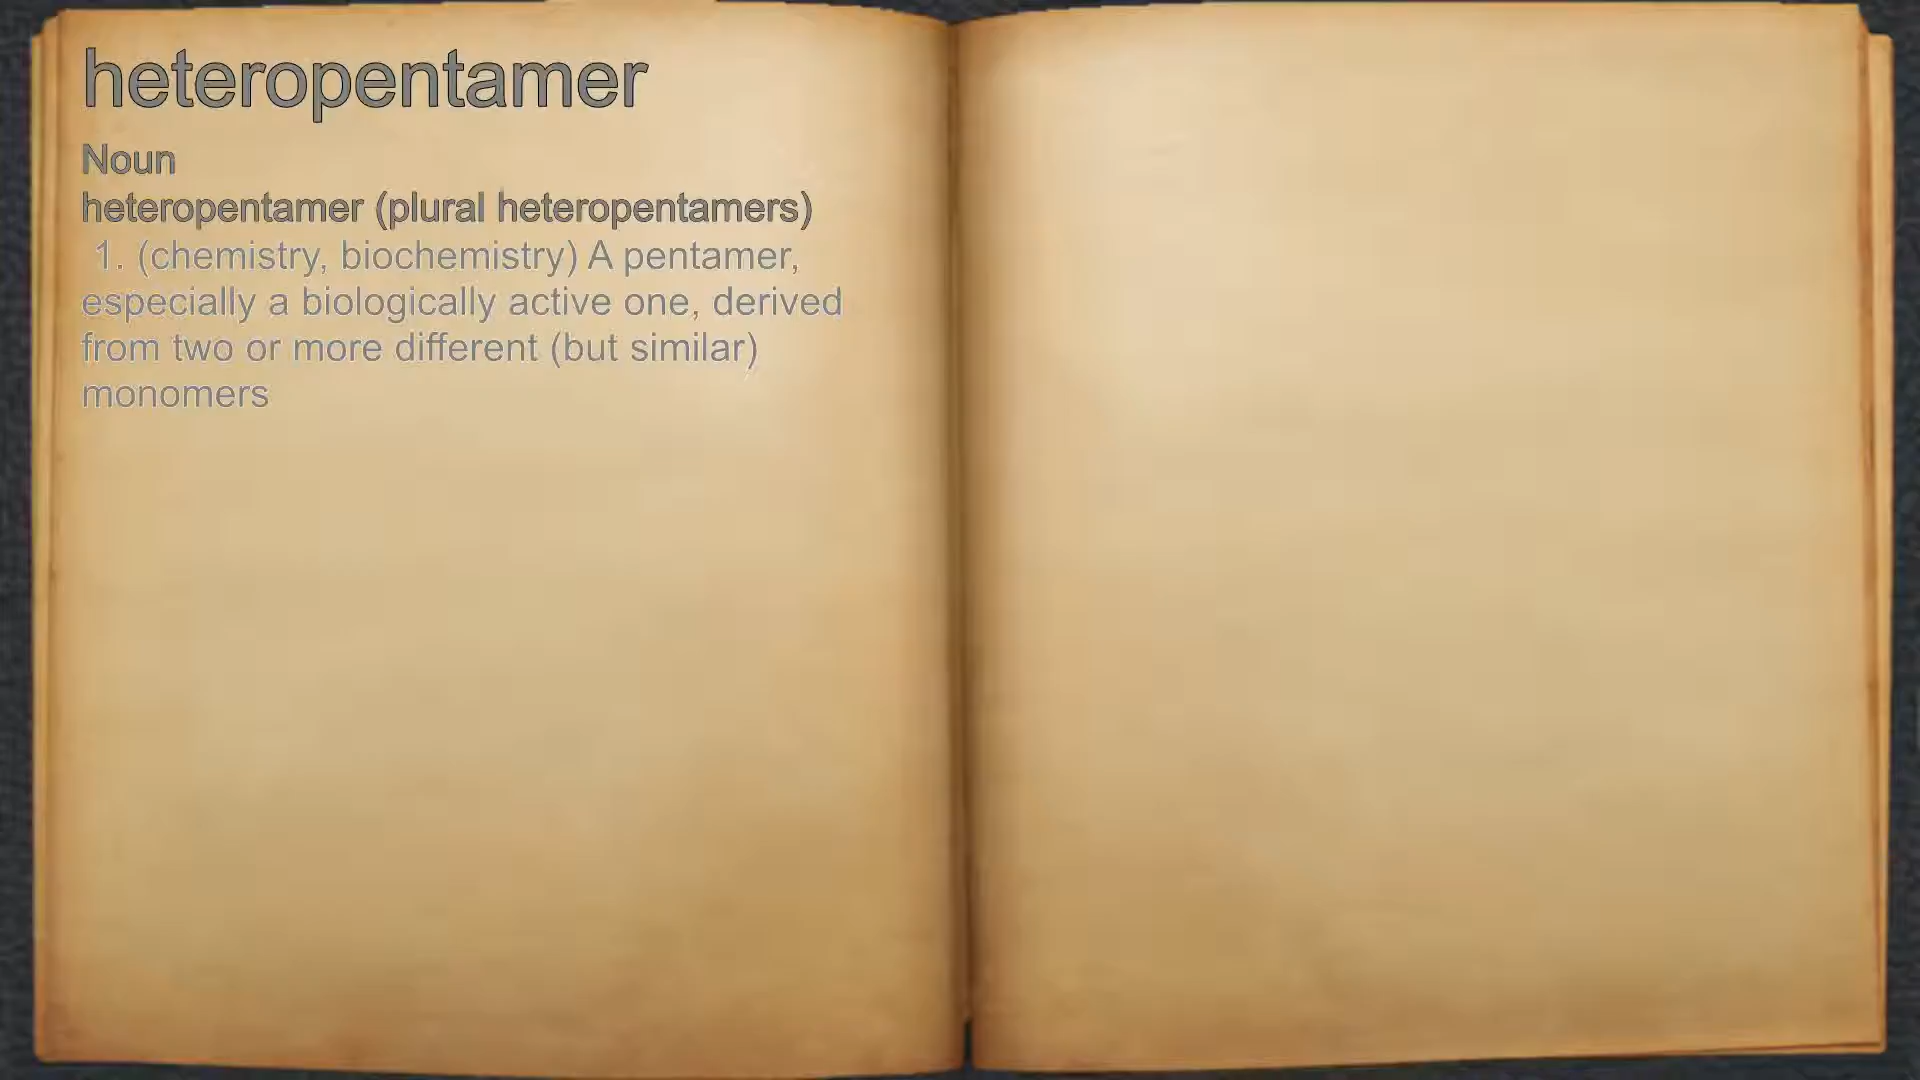 heteropentamer
Noun
heteropentamer (plural heteropentamers)
1. (chemistry, biochemistry) A pentamer,
especially a biologically active one, derived
from two or more different (but similar)
monomers